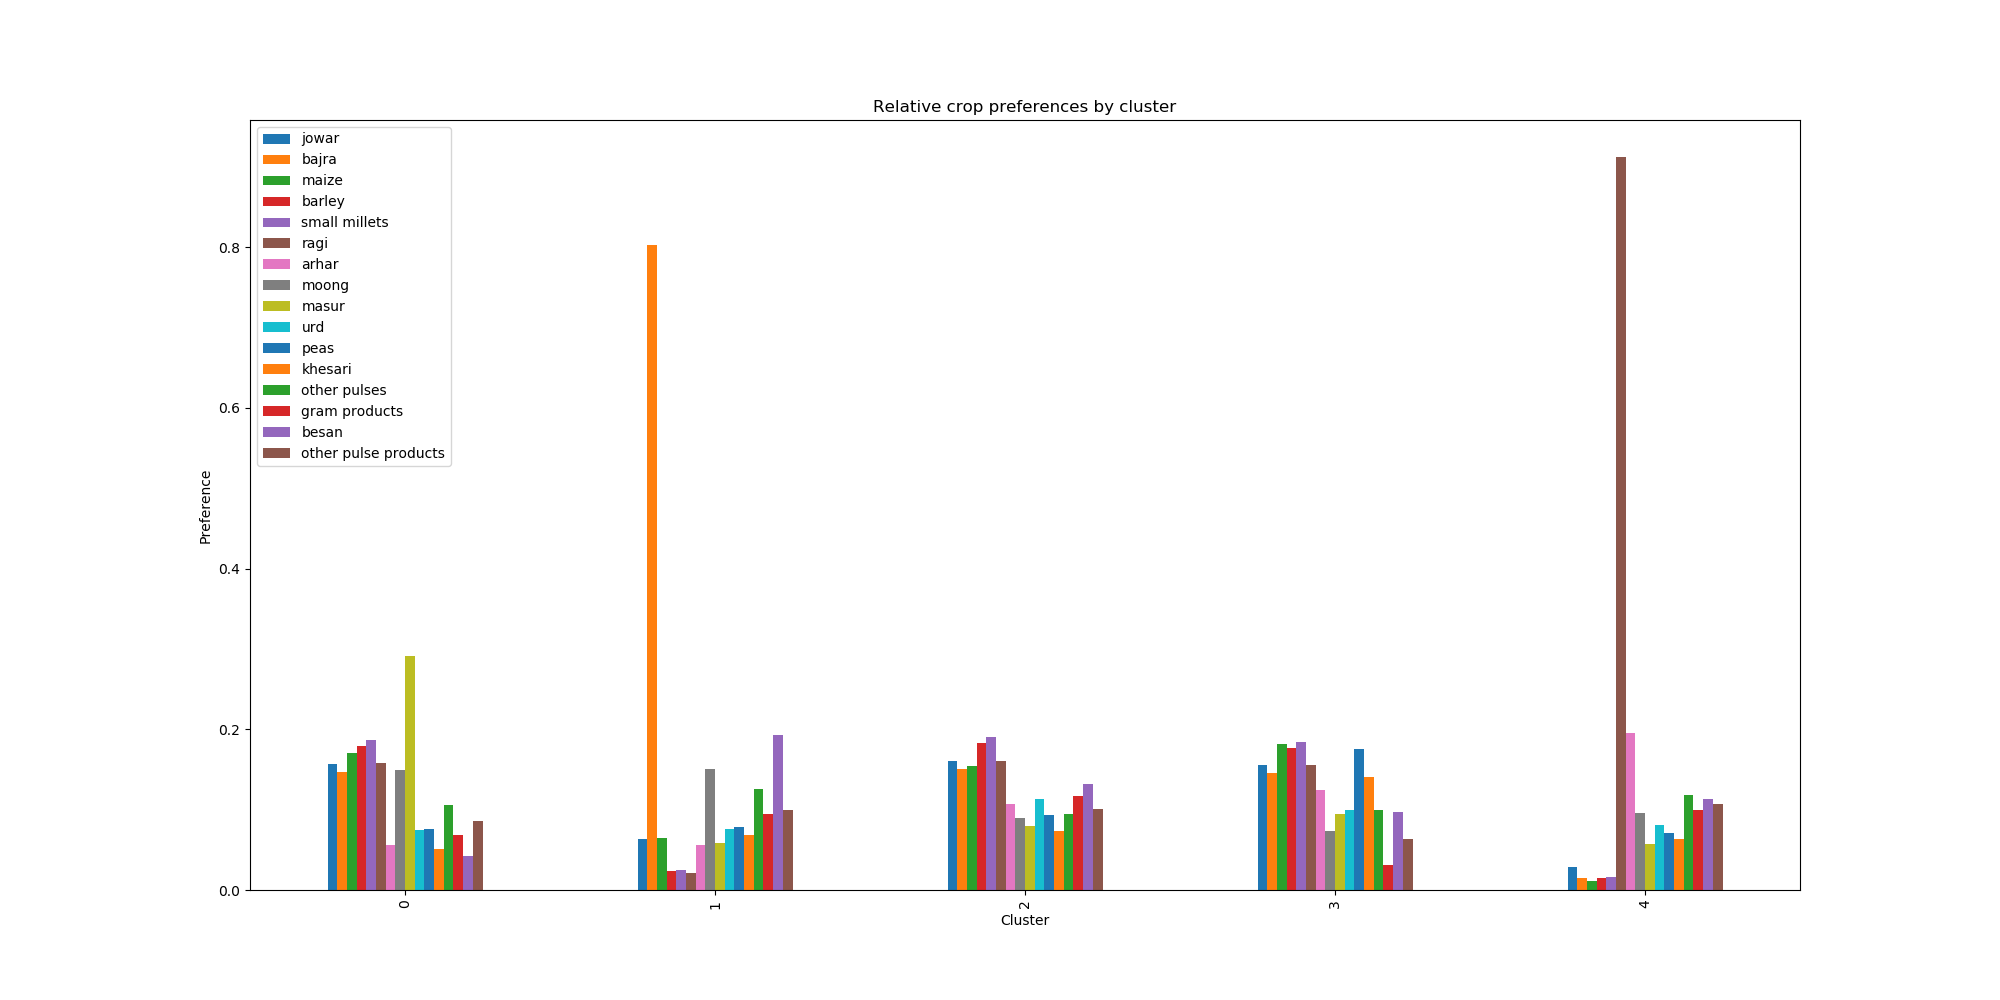 Relative crop preferences by cluster
jowar
bajra
maize
barley
small millets
ragi
arhar
moong
masur
urd
peas
khesari
other pulses
gram products
besan
other pulse products
0.8
0.6
0.4
0.2
0.0
Preference
0
1
2
3
4
Cluster